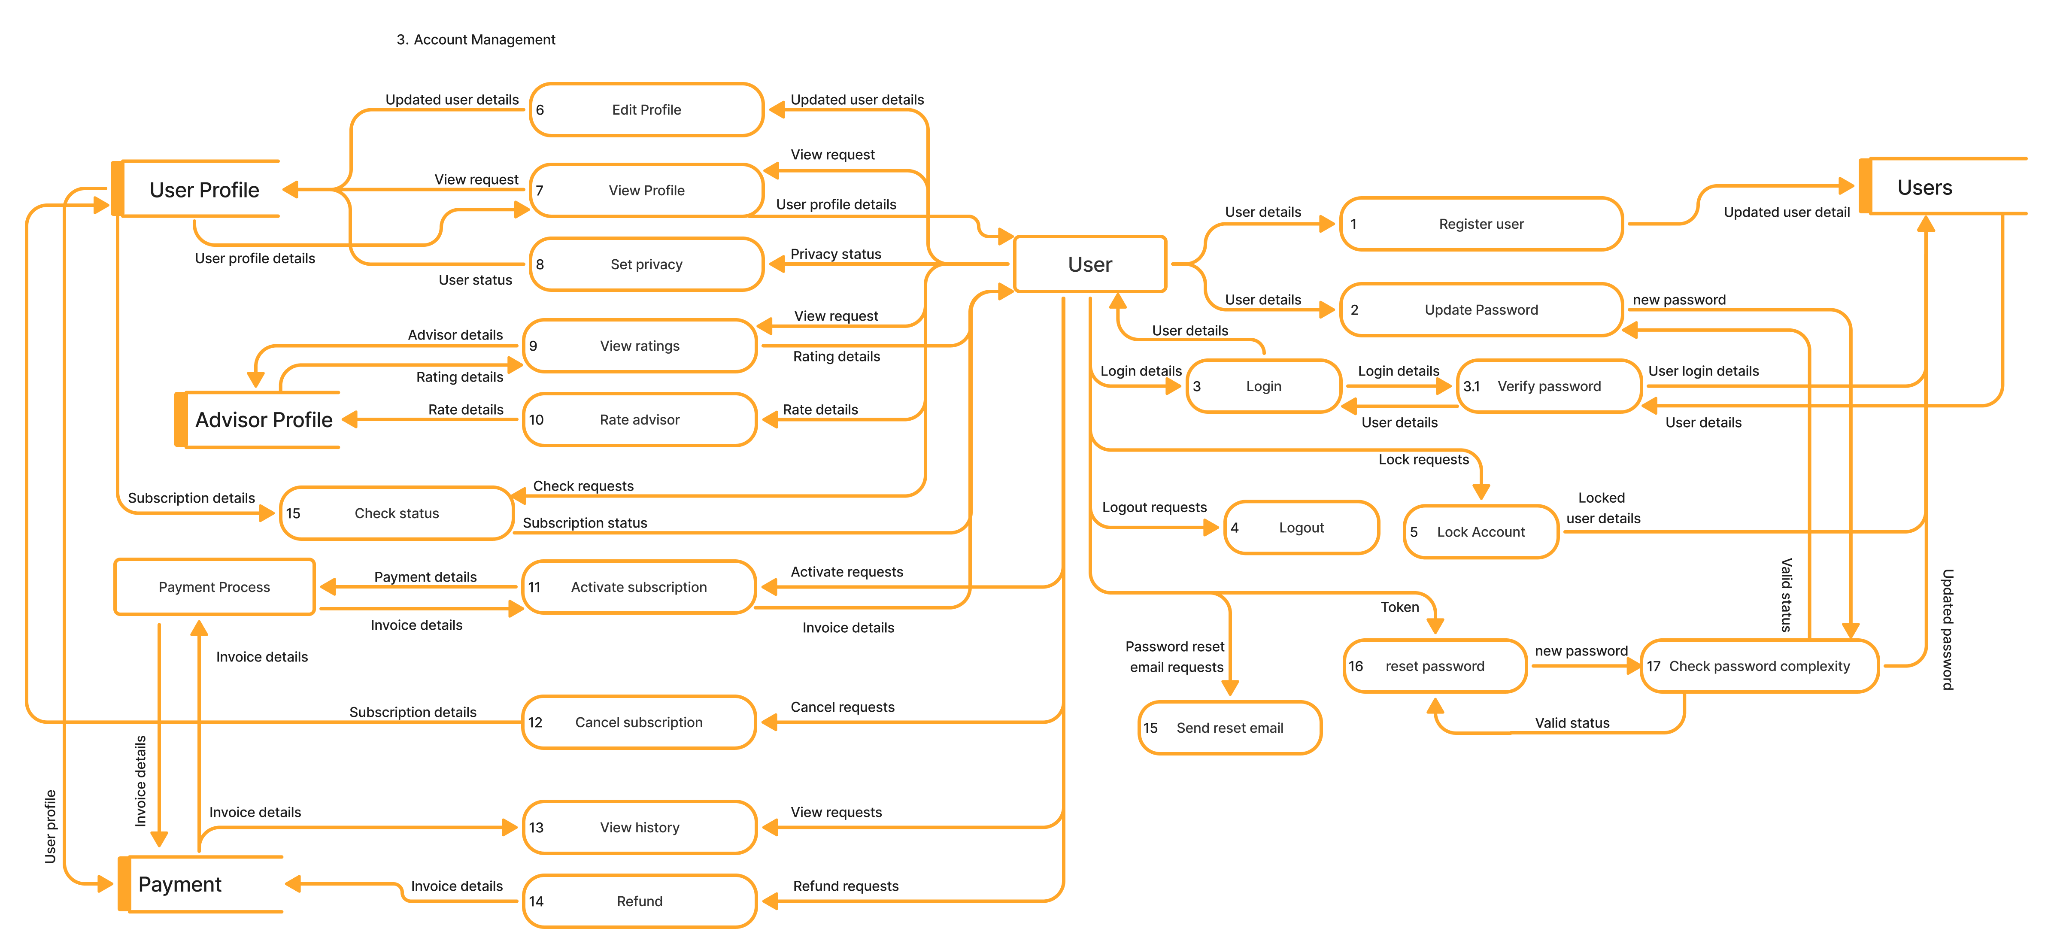 3. Account Management
Updated user details
6
Edit Profile
Updated user details
View request
User Profile
View request
7
View Profile
User profile details
User profile details
8
Set privacy
Privacy status
User status
User
User details
1
Register user
Updated user detail
Users
User details
2
Update Password
new password
User details
Login details
3
Login
Login details
3.1
Verify password
User login details
User details
User details
Advisor details
9
View ratings
View request
Rating details
Rating details
Advisor Profile
Rate details
10
Rate advisor
Rate details
Lock requests
Check requests
Subscription details
15
Check status
Subscription status
Logout requests
4
Logout
5
Lock Account
Locked
user details
Payment Process
Payment details
11
Activate subscription
Activate requests
Invoice details
Invoice details
Invoice details
Token
Valid status
Updated password
Password reset
email requests
16
reset password
new password
17
Check password complexity
Valid status
15
Send reset email
Subscription details
12
Cancel subscription
Cancel requests
Invoice details
User profile
Invoice details
13
View history
View requests
Payment
Invoice details
14
Refund
Refund requests